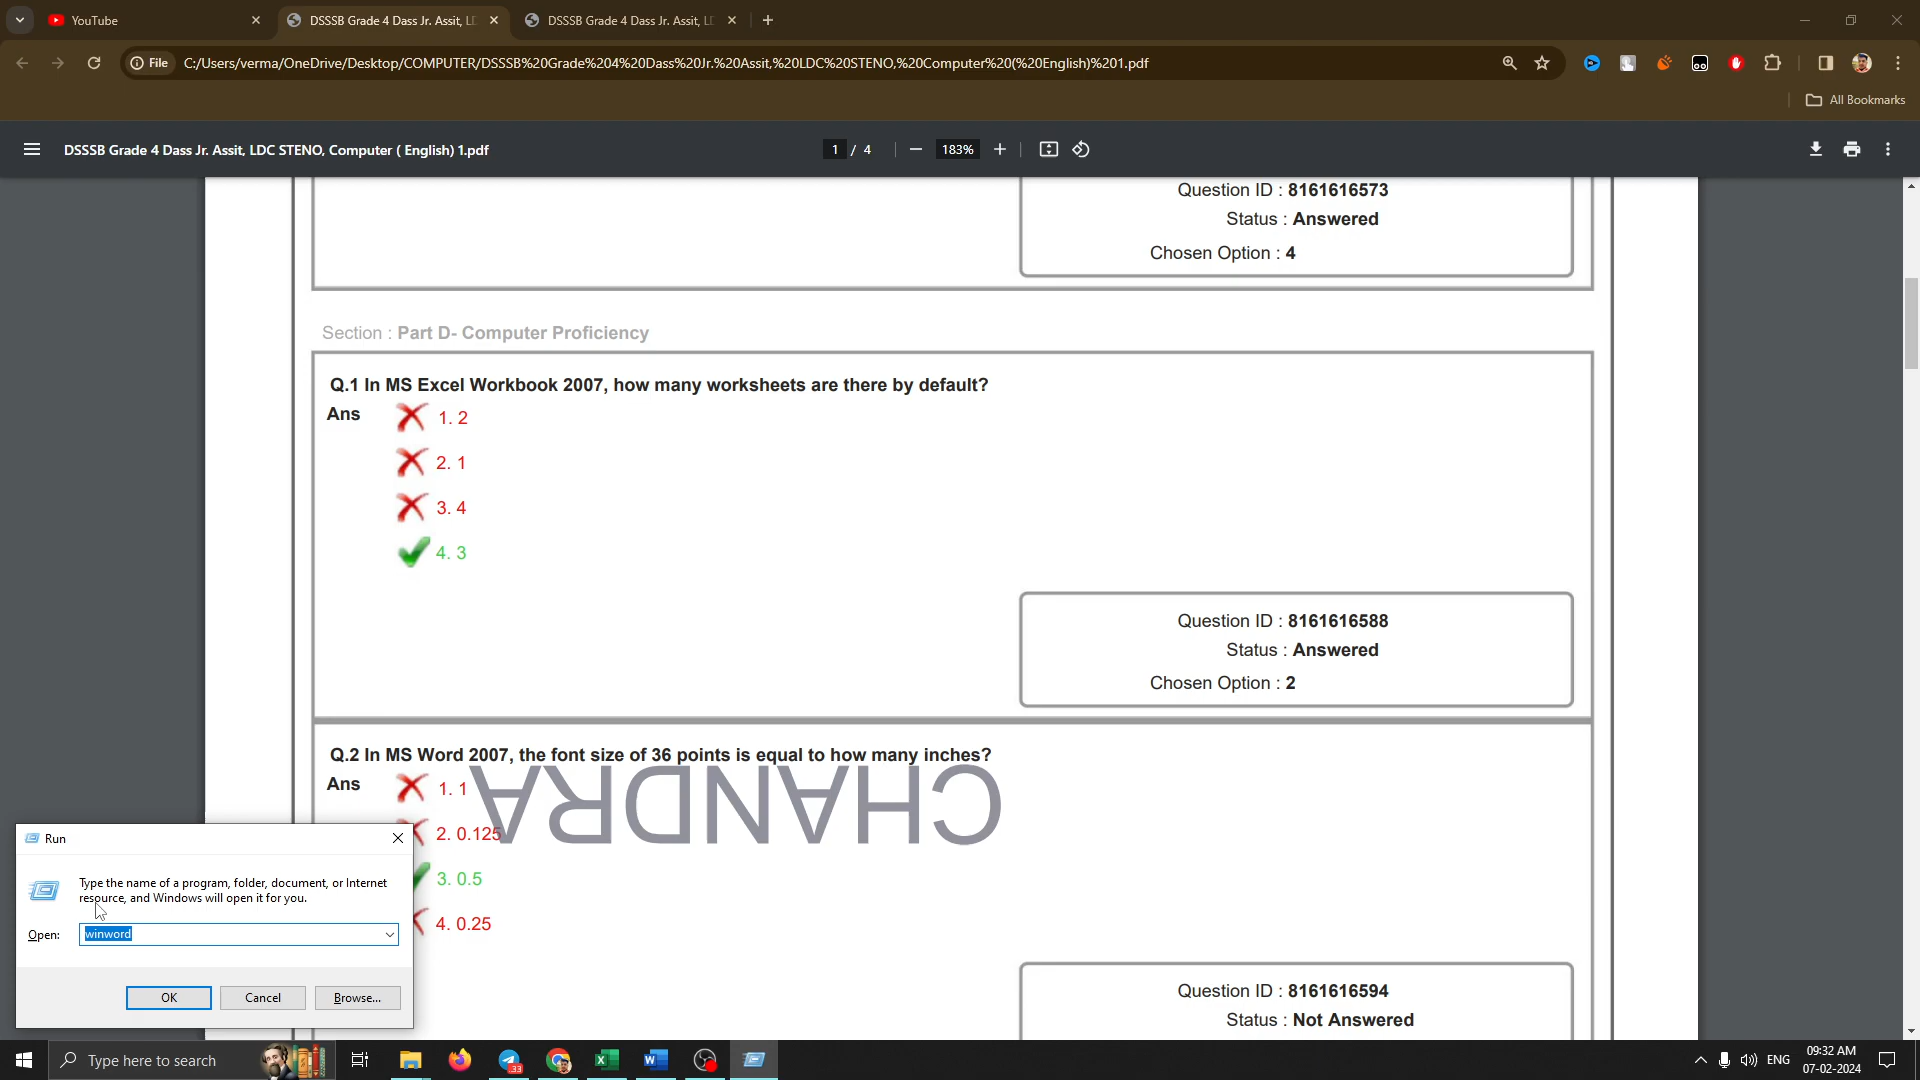 YouTube
DSSSB Grade 4 Dass Jr. Assit, L
DSSSB Grade 4 Dass Jr. Assit, L
File
C:/Users/verma/OneDrive/Desktop/COMPUTER/DSSSB%20Grade%204%20Dass%20Jr.%20Assit,%20LDC%20STENO,%20Computer%20(%20English)%201.pdf
All Bookmarks
DSSSB Grade 4 Dass Jr. Assit, LDC STENO, Computer ( English) 1.pdf
1 / 4
183%
Question ID : 8161616573
Status : Answered
Chosen Option : 4
Section : Part D- Computer Proficiency
Q.1 In MS Excel Workbook 2007, how many worksheets are there by default?
Ans
1. 2
2. 1
3. 4
4. 3
Question ID : 8161616588
Status : Answered
Chosen Option : 2
Q.2 In MS Word 2007, the font size of 36 points is equal to how many inches?
CHANDRA
Ans
1. 1
2. 0.125
3. 0.5
4. 0.25
Question ID : 8161616594
Status : Not Answered
Run
Type the name of a program, folder, document, or Internet
resource, and Windows will open it for you.
Open:
winword
OK
Cancel
Browse...
Type here to search
33
ENG
09:32 AM
07-02-2024